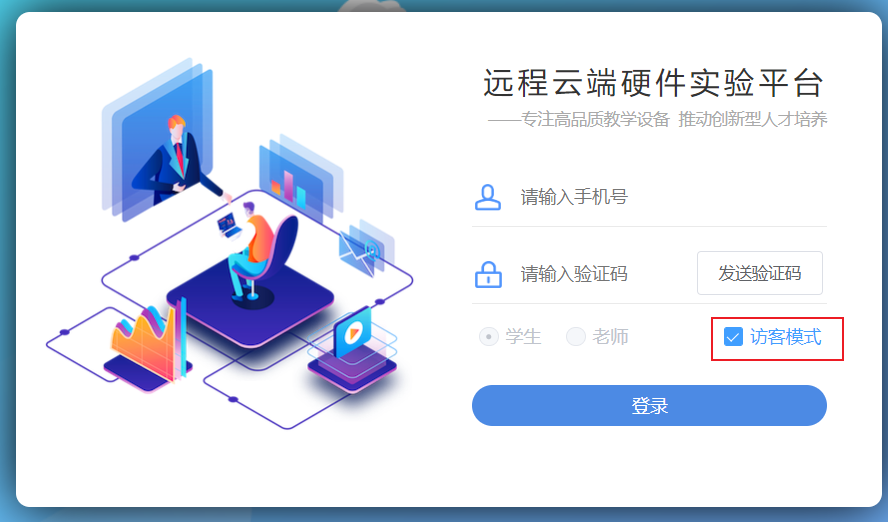 远程云端硬件实验平台
——专注高品质教学设备 推动创新型人才培养
请输入手机号
请输入验证码 发送验证码
学生 老师 访客模式
登录